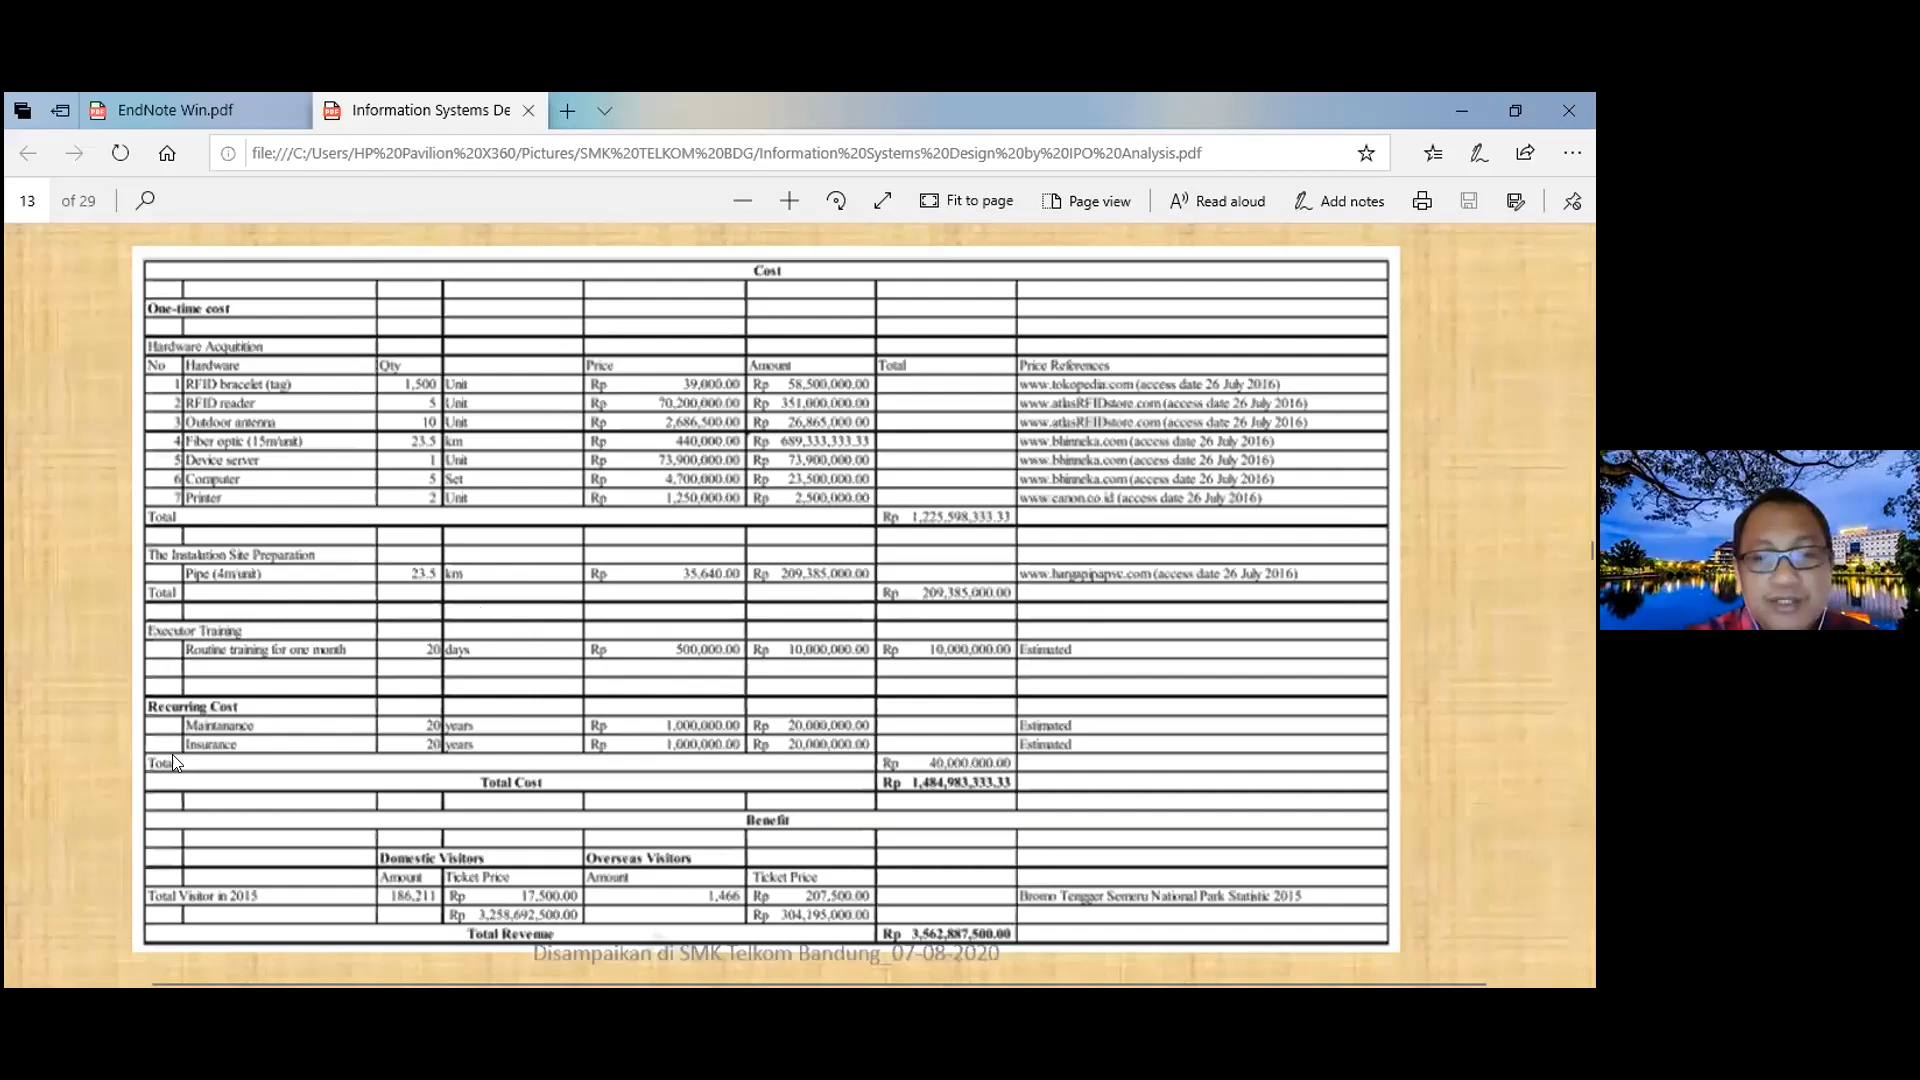 EndNote Win.pdf
Information Systems De
file:///C:/Users/HP%20Pavilion%20X360/Pictures/SMK%20TELKOM%20BDG/Information%20Systems%20Design%20by%20IPO%20Analysis.pdf
13 of 29
Fit to page
Page view
Read aloud
Add notes
Cost
One-time cost
Hardware Acqutition
No Hardware Qty Price Amount Total Price References
1 RFID bracelet (tag) 1,500 Unit Rp 39,000.00 Rp 58,500,000.00 www.tokopedia.com (access date 26 July 2016)
2 RFID reader 5 Unit Rp 70,200,000.00 Rp 351,000,000.00 www.atlasRFIDstore.com (access date 26 July 2016)
3 Outdoor antenna 10 Unit Rp 2,686,500.00 Rp 26,865,000.00 www.atlasRFIDstore.com (access date 26 July 2016)
4 Fiber optic (15m/unit) 23.5 km Rp 440,000.00 Rp 689,333,333.33 www.bhinneka.com (access date 26 July 2016)
5 Device server 1 Unit Rp 73,900,000.00 Rp 73,900,000.00 www.bhinneka.com (access date 26 July 2016)
6 Computer 5 Set Rp 4,700,000.00 Rp 23,500,000.00 www.bhinneka.com (access date 26 July 2016)
7 Printer 2 Unit Rp 1,250,000.00 Rp 2,500,000.00 www.canon.co.id (access date 26 July 2016)
Total Rp 1,225,598,333.33
The Instalation Site Preparation
Pipe (4m/unit) 23.5 km Rp 35,640.00 Rp 209,385,000.00 www.hargapipapvc.com (access date 26 July 2016)
Total Rp 209,385,000.00
Executor Training
Routine training for one month 20 days Rp 500,000.00 Rp 10,000,000.00 Rp 10,000,000.00 Estimated
Recurring Cost
Maintanance 20 years Rp 1,000,000.00 Rp 20,000,000.00 Estimated
Insurance 20 years Rp 1,000,000.00 Rp 20,000,000.00 Estimated
Total Rp 40,000,000.00
Total Cost Rp 1,484,983,333.33
Benefit
Domestic Visitors Overseas Visitors
Amount Ticket Price Amount Ticket Price
Total Visitor in 2015 186,211 Rp 17,500.00 1,466 Rp 207,500.00 Bromo Tengger Semeru National Park Statistic 2015
Rp 3,258,692,500.00 Rp 304,195,000.00
Total Revenue Rp 3,562,887,500.00
Disampaikan di SMK Telkom Bandung_07-08-2020